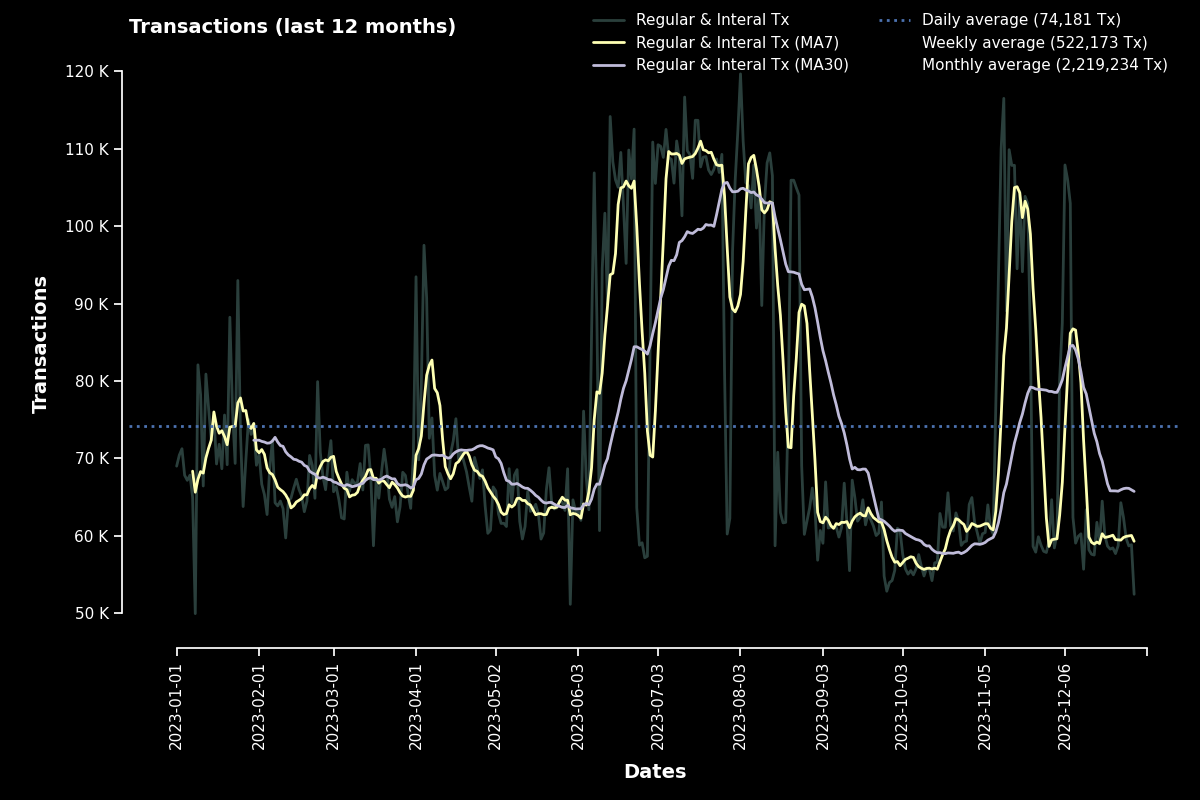 Transactions (last 12 months)
Regular & Interal Tx
Regular & Interal Tx (MA7)
Regular & Interal Tx (MA30)
Daily average (74,181 Tx)
Weekly average (522,173 Tx)
Monthly average (2,219,234 Tx)
120 K
110 K
100 K
90 K
80 K
70 K
60 K
50 K
Transactions
2023-01-01
2023-02-01
2023-03-01
2023-04-01
2023-05-02
2023-06-03
2023-07-03
2023-08-03
2023-09-03
2023-10-03
2023-11-05
2023-12-06
Dates